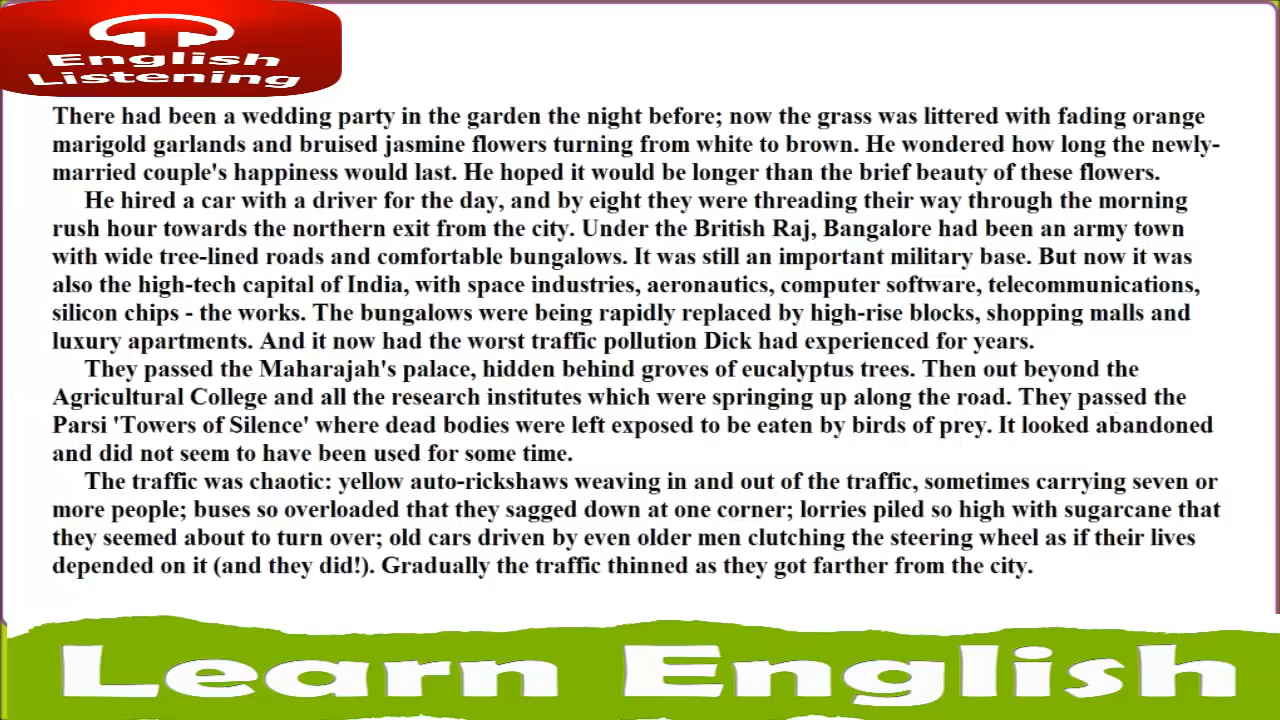 English
Listening
There had been a wedding party in the garden the night before; now the grass was littered with fading orange
marigold garlands and bruised jasmine flowers turning from white to brown. He wondered how long the newly-
married couple's happiness would last. He hoped it would be longer than the brief beauty of these flowers.
He hired a car with a driver for the day, and by eight they were threading their way through the morning
rush hour towards the northern exit from the city. Under the British Raj, Bangalore had been an army town
with wide tree-lined roads and comfortable bungalows. It was still an important military base. But now it was
also the high-tech capital of India, with space industries, aeronautics, computer software, telecommunications,
silicon chips - the works. The bungalows were being rapidly replaced by high-rise blocks, shopping malls and
luxury apartments. And it now had the worst traffic pollution Dick had experienced for years.
They passed the Maharajah's palace, hidden behind groves of eucalyptus trees. Then out beyond the
Agricultural College and all the research institutes which were springing up along the road. They passed the
Parsi 'Towers of Silence' where dead bodies were left exposed to be eaten by birds of prey. It looked abandoned
and did not seem to have been used for some time.
The traffic was chaotic: yellow auto-rickshaws weaving in and out of the traffic, sometimes carrying seven or
more people; buses so overloaded that they sagged down at one corner; lorries piled so high with sugarcane that
they seemed about to turn over; old cars driven by even older men clutching the steering wheel as if their lives
depended on it (and they did!). Gradually the traffic thinned as they got farther from the city.
Learn English